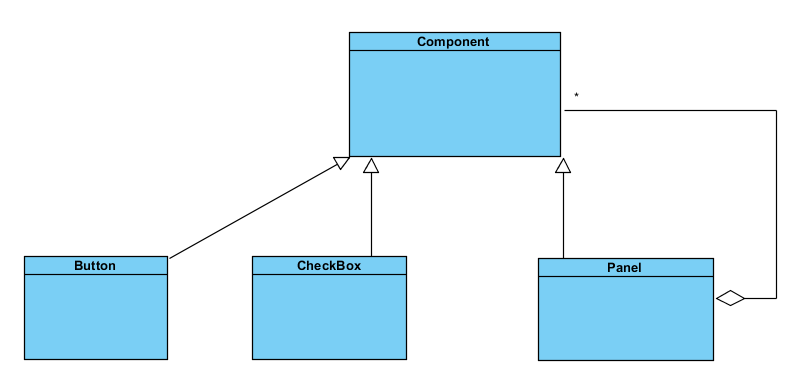 Component
*
Button
CheckBox
Panel